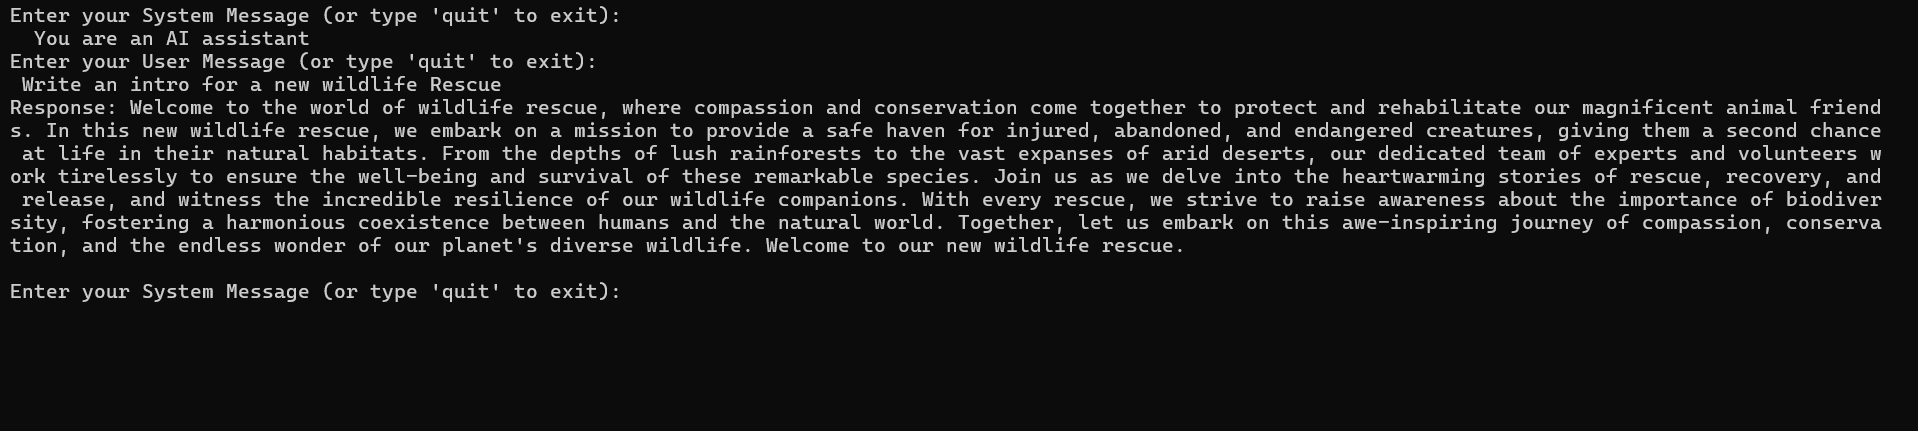 Enter your System Message (or type 'quit' to exit):
  You are an AI assistant
Enter your User Message (or type 'quit' to exit):
 Write an intro for a new wildlife Rescue
Response: Welcome to the world of wildlife rescue, where compassion and conservation come together to protect and rehabilitate our magnificent animal friend
s. In this new wildlife rescue, we embark on a mission to provide a safe haven for injured, abandoned, and endangered creatures, giving them a second chance
 at life in their natural habitats. From the depths of lush rainforests to the vast expanses of arid deserts, our dedicated team of experts and volunteers w
ork tirelessly to ensure the well-being and survival of these remarkable species. Join us as we delve into the heartwarming stories of rescue, recovery, and
 release, and witness the incredible resilience of our wildlife companions. With every rescue, we strive to raise awareness about the importance of biodiver
sity, fostering a harmonious coexistence between humans and the natural world. Together, let us embark on this awe-inspiring journey of compassion, conserva
tion, and the endless wonder of our planet's diverse wildlife. Welcome to our new wildlife rescue.

Enter your System Message (or type 'quit' to exit):